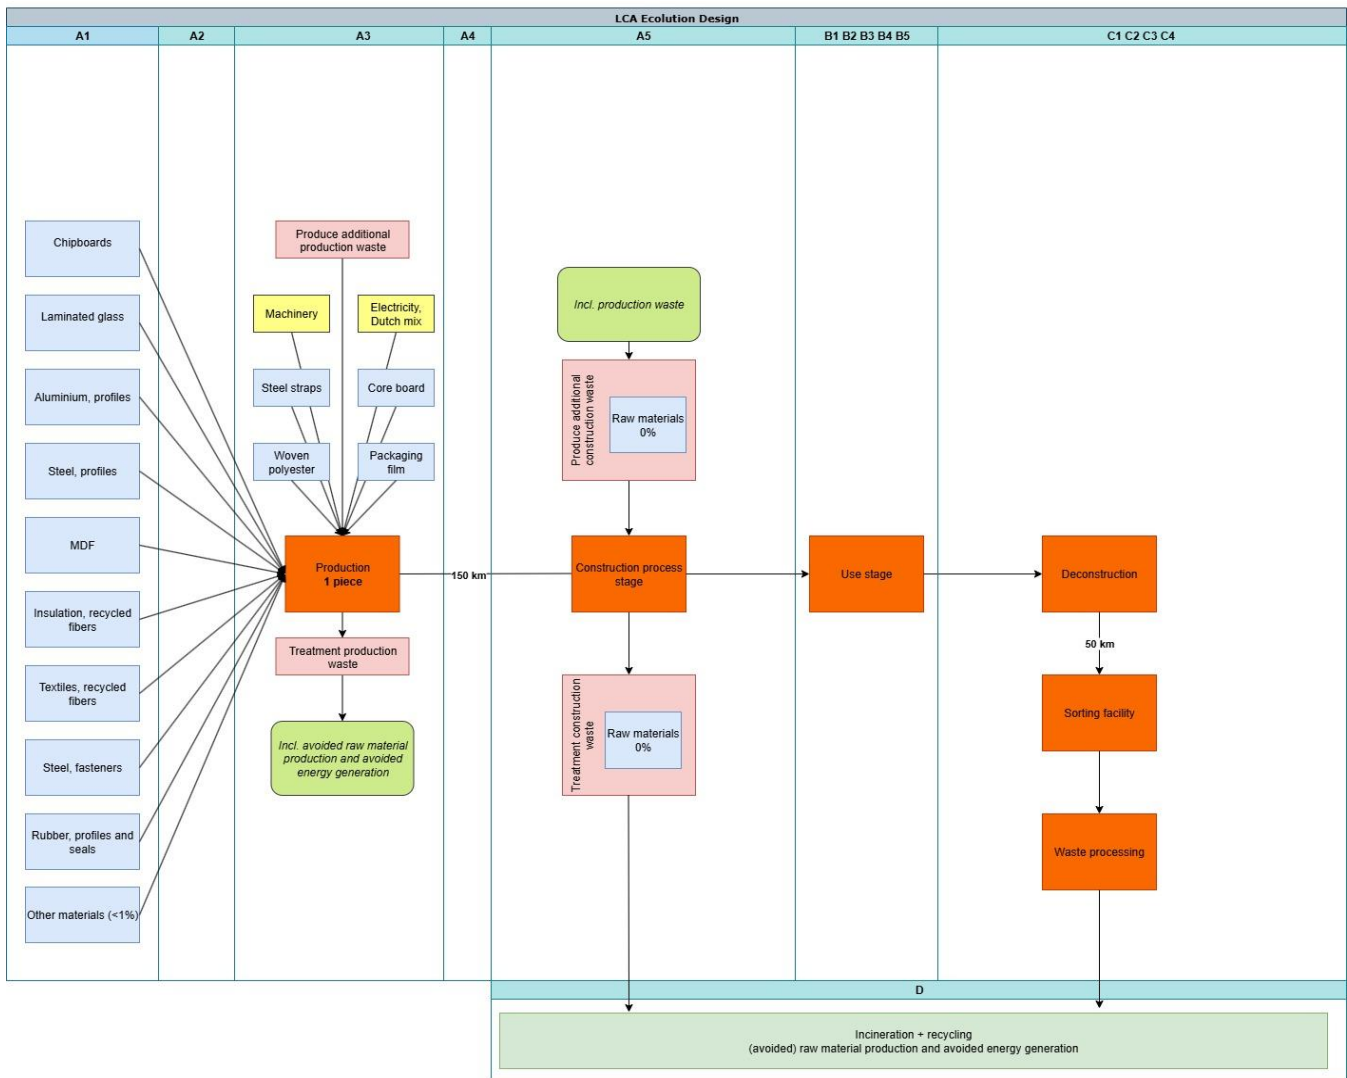 LCA Ecolution Design
A1
A2
A3
A4
A5
B1 B2 B3 B4 B5
C1 C2 C3 C4
Chipboards
Laminated glass
Aluminium, profiles
Steel, profiles
MDF
Insulation, recycled
fibers
Textiles, recycled
fibers
Steel, fasteners
Rubber, profiles and
seals
Other materials (<1%)
Produce additional
production waste
Machinery
Electricity,
Dutch mix
Steel straps
Core board
Woven
polyester
Packaging
film
Production
1 piece
Treatment production
waste
Incl. avoided raw material
production and avoided
energy generation
150 km
Incl. production waste
Produce additional
construction waste
Raw materials
0%
Construction process
stage
Treatment construction
waste
Raw materials
0%
Use stage
Deconstruction
50 km
Sorting facility
Waste processing
D
Incineration + recycling
(avoided) raw material production and avoided energy generation